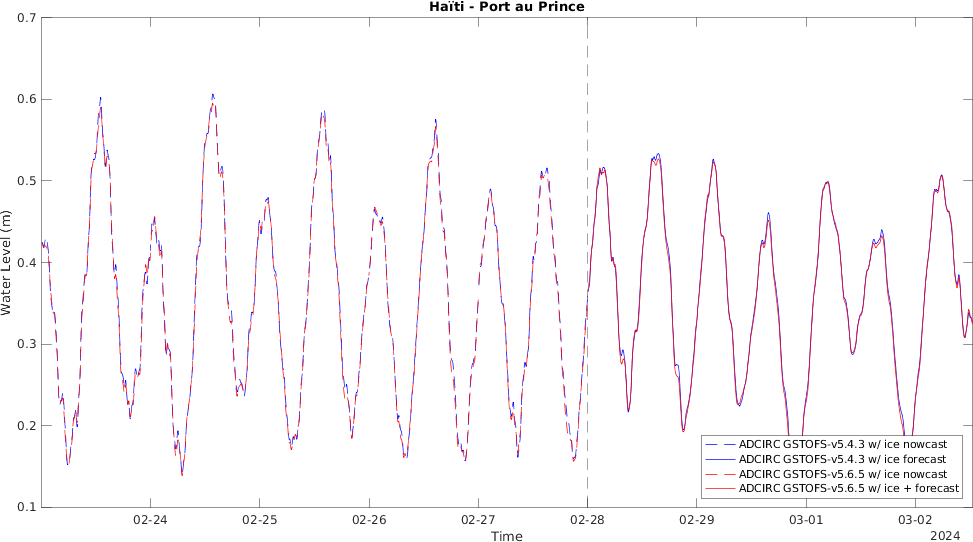 Haïti - Port au Prince
0.7
0.6
0.5
0.4
0.3
0.2
0.1
Water Level (m)
02-24
02-25
02-26
02-27
02-28
02-29
03-01
03-02
Time
2024
ADCIRC GSTOFS-v5.4.3 w/ ice nowcast
ADCIRC GSTOFS-v5.4.3 w/ ice forecast
ADCIRC GSTOFS-v5.6.5 w/ ice nowcast
ADCIRC GSTOFS-v5.6.5 w/ ice + forecast